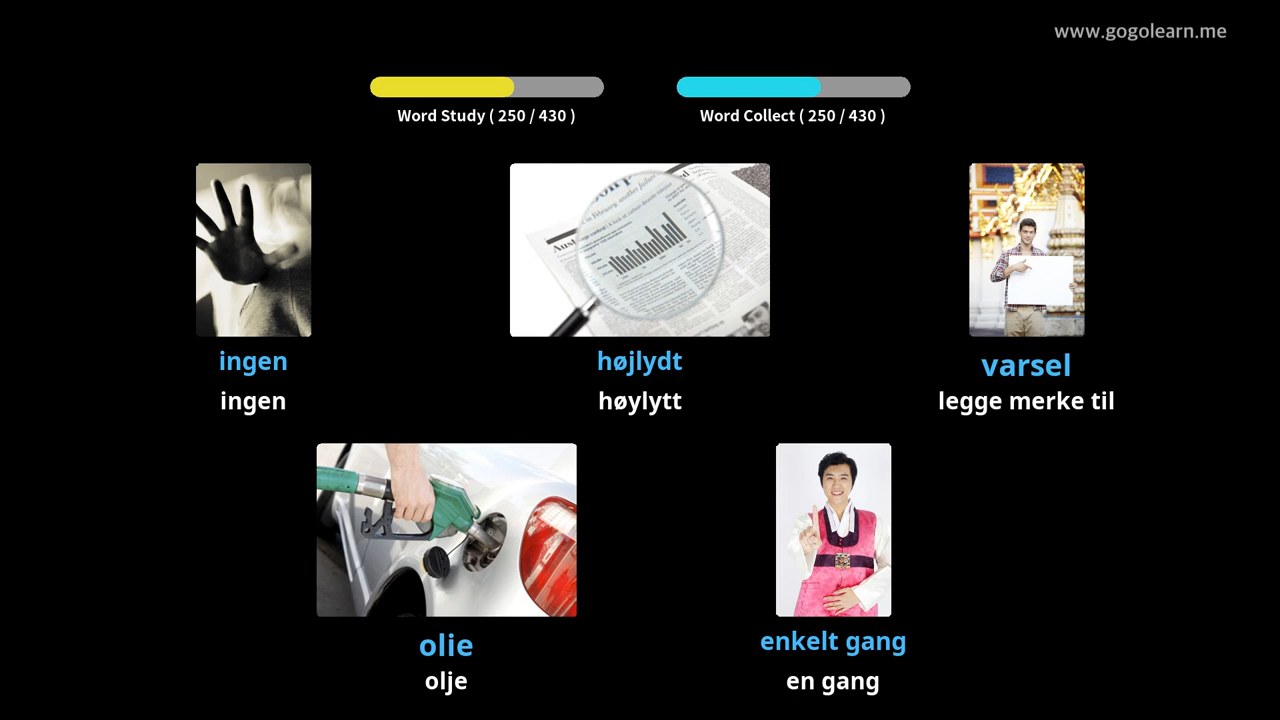 www.gogolearn.me
Word Study ( 250 / 430 )
Word Collect ( 250 / 430 )
ingen
ingen
højlydt
høylytt
varsel
legge merke til
olie
olje
enkelt gang
en gang